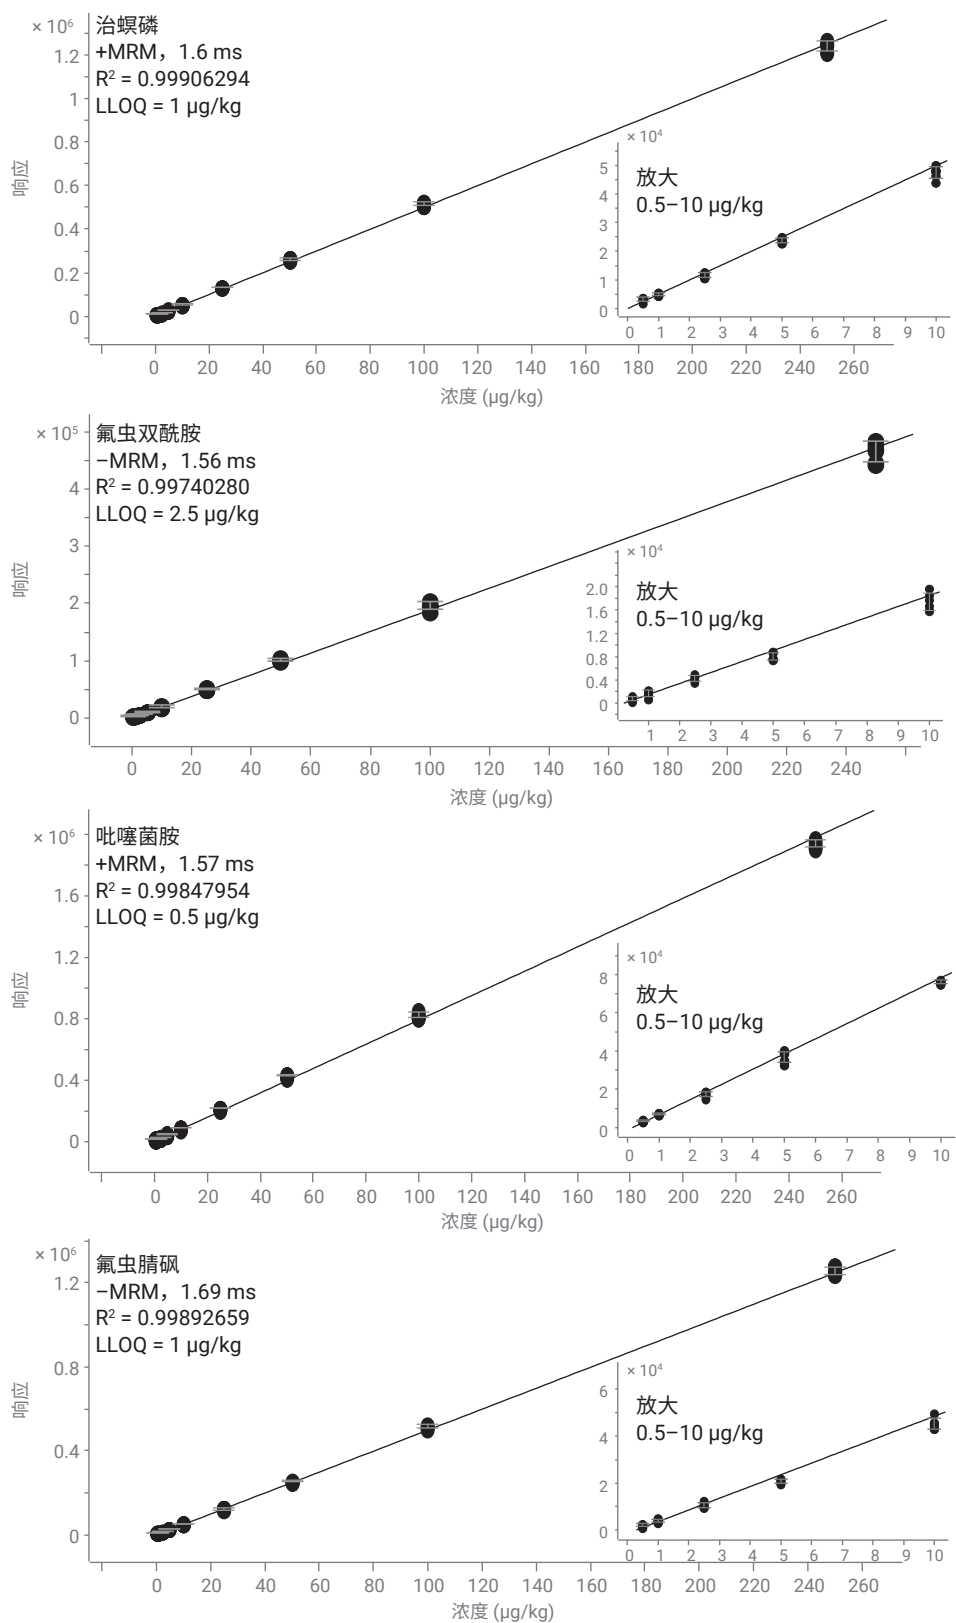 × 10⁶
治螟磷
+MRM，1.6 ms
R² = 0.99906294
LLOQ = 1 µg/kg
1.2
1
0.8
0.6
0.4
0.2
0
响应
0 20 40 60 80 100 120 140 160 180 200 220 240 260
浓度 (µg/kg)
× 10⁴
放大
0.5–10 µg/kg
5
4
3
2
1
0
0 1 2 3 4 5 6 7 8 9 10
× 10⁵
氟虫双酰胺
–MRM，1.56 ms
R² = 0.99740280
LLOQ = 2.5 µg/kg
4
3
2
1
0
响应
0 20 40 60 80 100 120 140 160 180 200 220 240
浓度 (µg/kg)
× 10⁴
放大
0.5–10 µg/kg
2.0
1.6
1.2
0.8
0.4
0
1 2 3 4 5 6 7 8 9 10
× 10⁶
吡噻菌胺
+MRM，1.57 ms
R² = 0.99847954
LLOQ = 0.5 µg/kg
1.6
1.2
0.8
0.4
0
响应
0 20 40 60 80 100 120 140 160 180 200 220 240 260
浓度 (µg/kg)
× 10⁴
放大
0.5–10 µg/kg
8
6
4
2
0
0 1 2 3 4 5 6 7 8 9 10
× 10⁶
氟虫腈砜
–MRM，1.69 ms
R² = 0.99892659
LLOQ = 1 µg/kg
1.2
0.8
0.4
0
响应
0 20 40 60 80 100 120 140 160 180 200 220 240 260
浓度 (µg/kg)
× 10⁴
放大
0.5–10 µg/kg
6
4
2
0
0 1 2 3 4 5 6 7 8 9 10